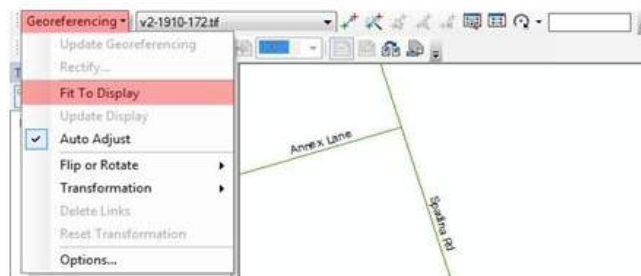 Georeferencing v2-1910-172.tif
Update Georeferencing
Rectify...
Fit To Display
Update Display
Auto Adjust
Flip or Rotate
Transformation
Delete Links
Reset Transformation
Options...
Annex Lane
Spadina Rd